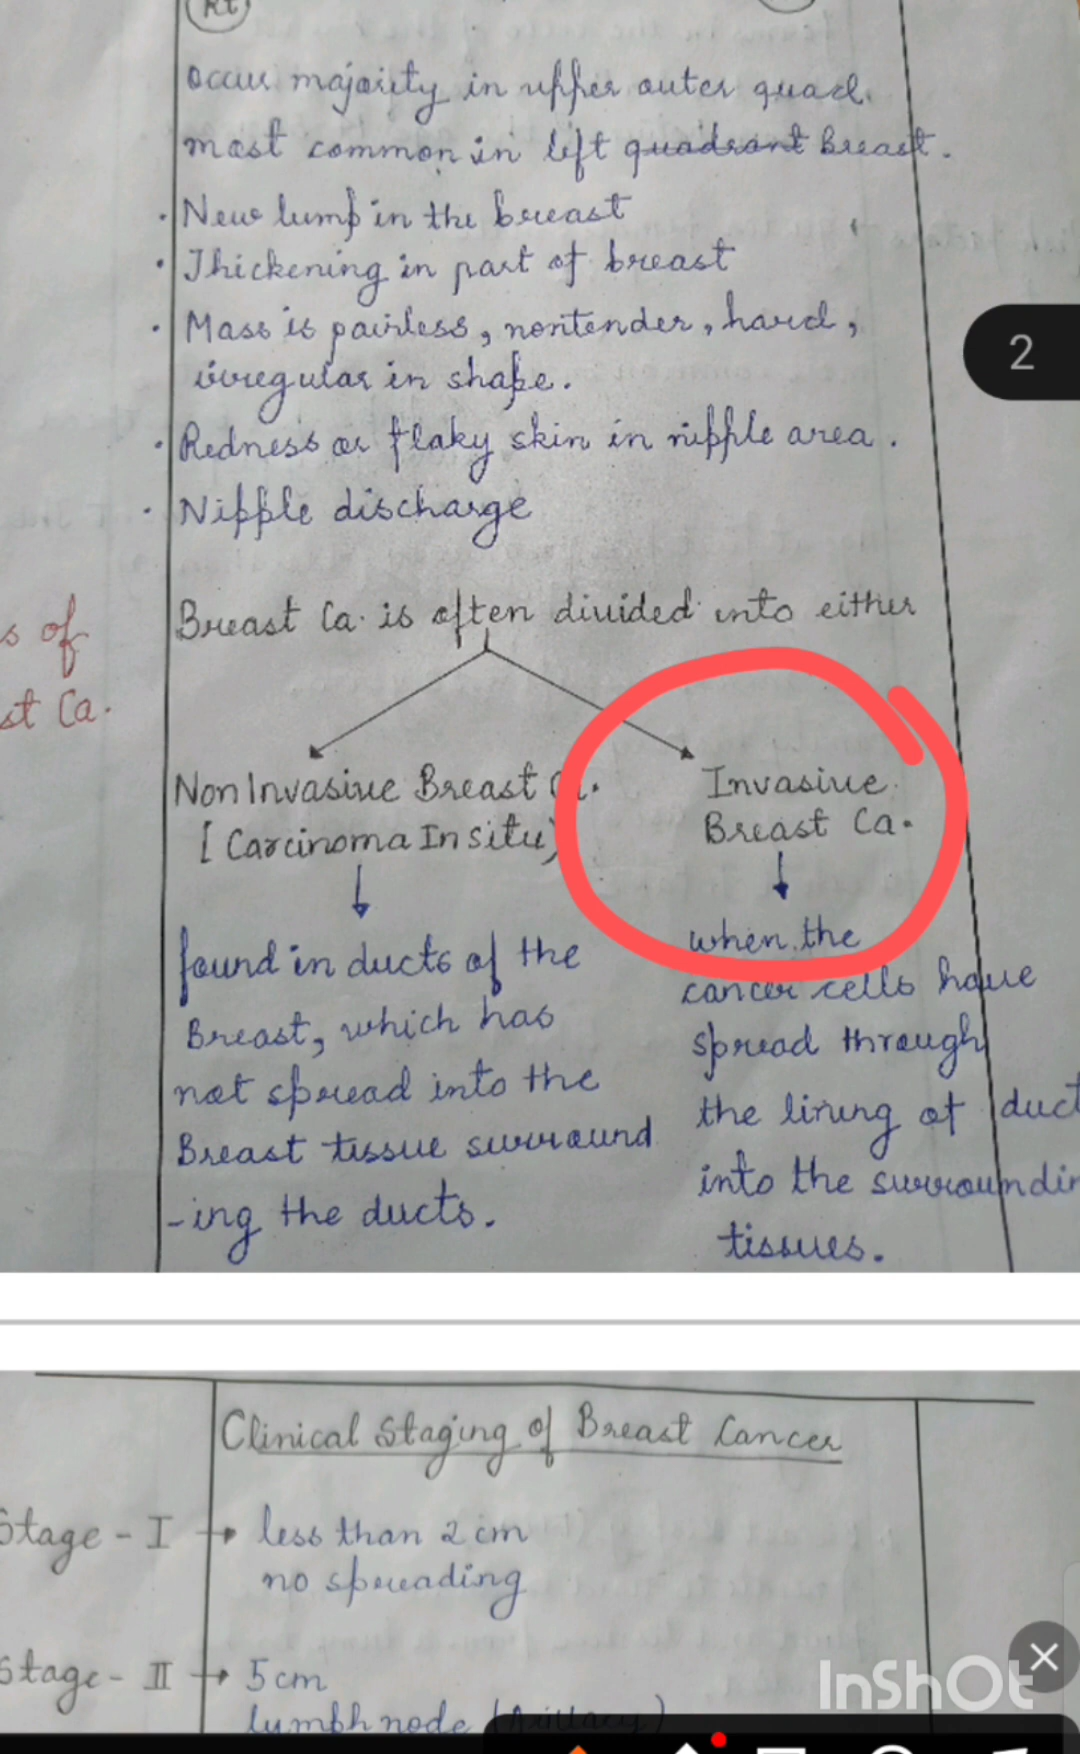 Rt
occur majority in upper outer quad.
most common in left quadrant Breast.
· New lump in the breast
· Thickening in part of breast
· Mass is painless, nontender, hard,
irregular in shape.
· Redness or flaky skin in nipple area.
· Nipple discharge
2
s of
st Ca.
Breast Ca. is often divided into either
Non Invasive Breast Ca.
[Carcinoma In situ)
found in ducts of the
Breast, which has
not spread into the
Breast tissue surround
-ing the ducts.
Invasive
Breast Ca.
when the
cancer cells have
spread through
the lining of duct
into the surroundin
tissues.
Clinical Staging of Breast Cancer
Stage - I → less than 2 cm
no spreading
Stage - II → 5 cm
lymph node (Axillary)
InShOt